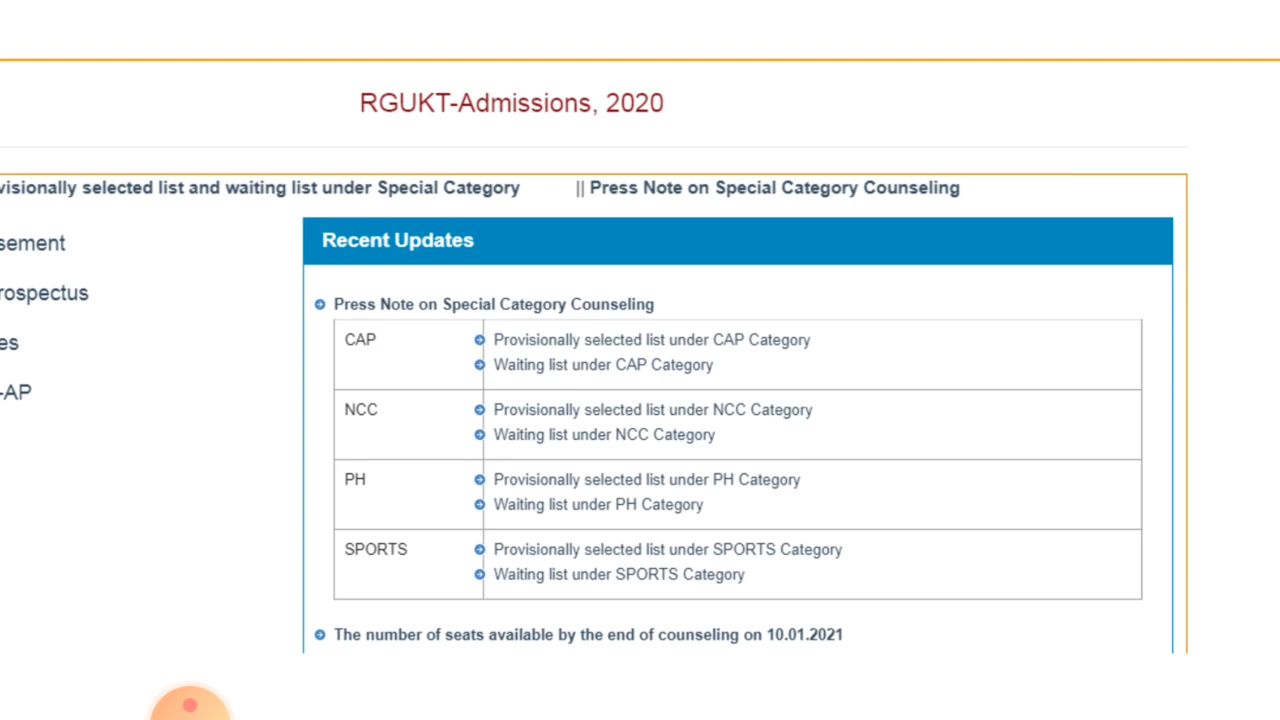 RGUKT-Admissions, 2020
visionally selected list and waiting list under Special Category || Press Note on Special Category Counseling
sement
rospectus
es
-AP
Recent Updates
Press Note on Special Category Counseling
CAP
Provisionally selected list under CAP Category
Waiting list under CAP Category
NCC
Provisionally selected list under NCC Category
Waiting list under NCC Category
PH
Provisionally selected list under PH Category
Waiting list under PH Category
SPORTS
Provisionally selected list under SPORTS Category
Waiting list under SPORTS Category
The number of seats available by the end of counseling on 10.01.2021